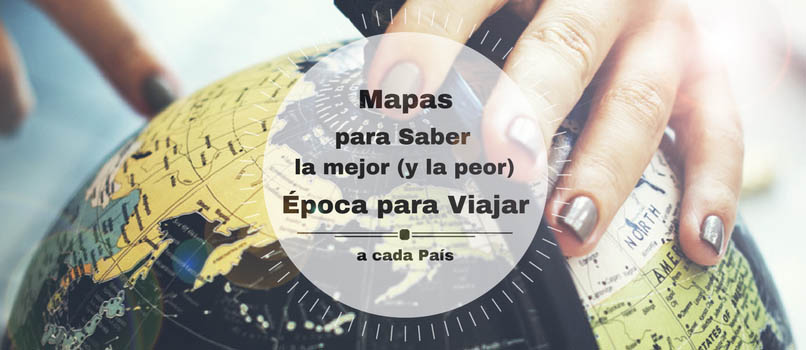 Mapas
para Saber
la mejor (y la peor)
Época para Viajar
a cada País
NORTH